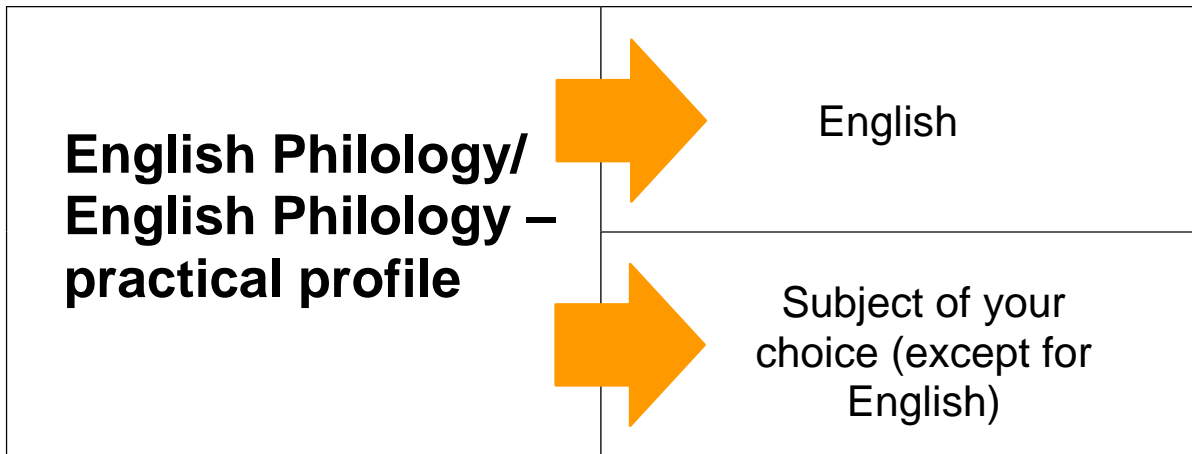 English Philology/
English Philology –
practical profile
English
Subject of your
choice (except for
English)